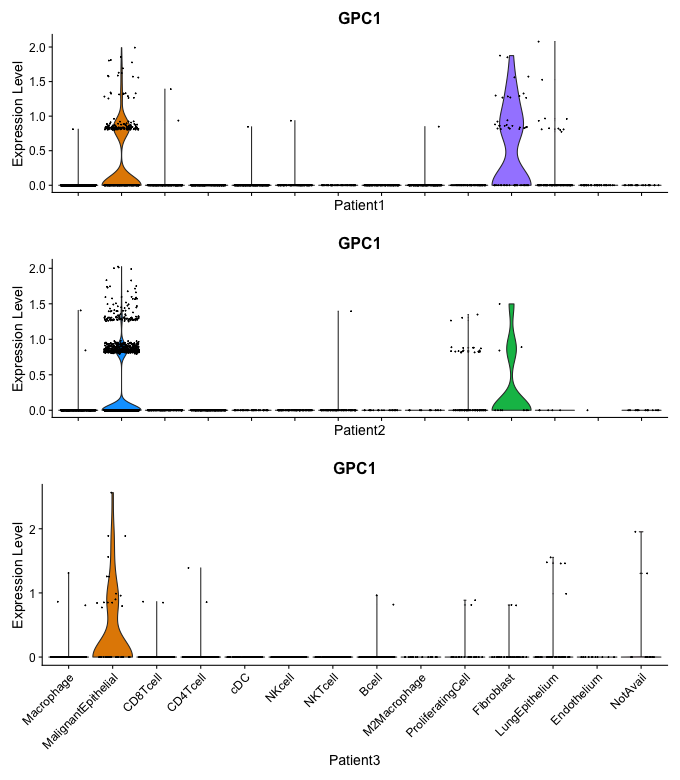 GPC1
Expression Level
2.0
1.5
1.0
0.5
0.0
Patient1
GPC1
Expression Level
2.0
1.5
1.0
0.5
0.0
Patient2
GPC1
Expression Level
2
1
0
Macrophage
MalignantEpithelial
CD8Tcell
CD4Tcell
cDC
NKcell
NKTcell
Bcell
M2Macrophage
ProliferatingCell
Fibroblast
LungEpithelium
Endothelium
NotAvail
Patient3